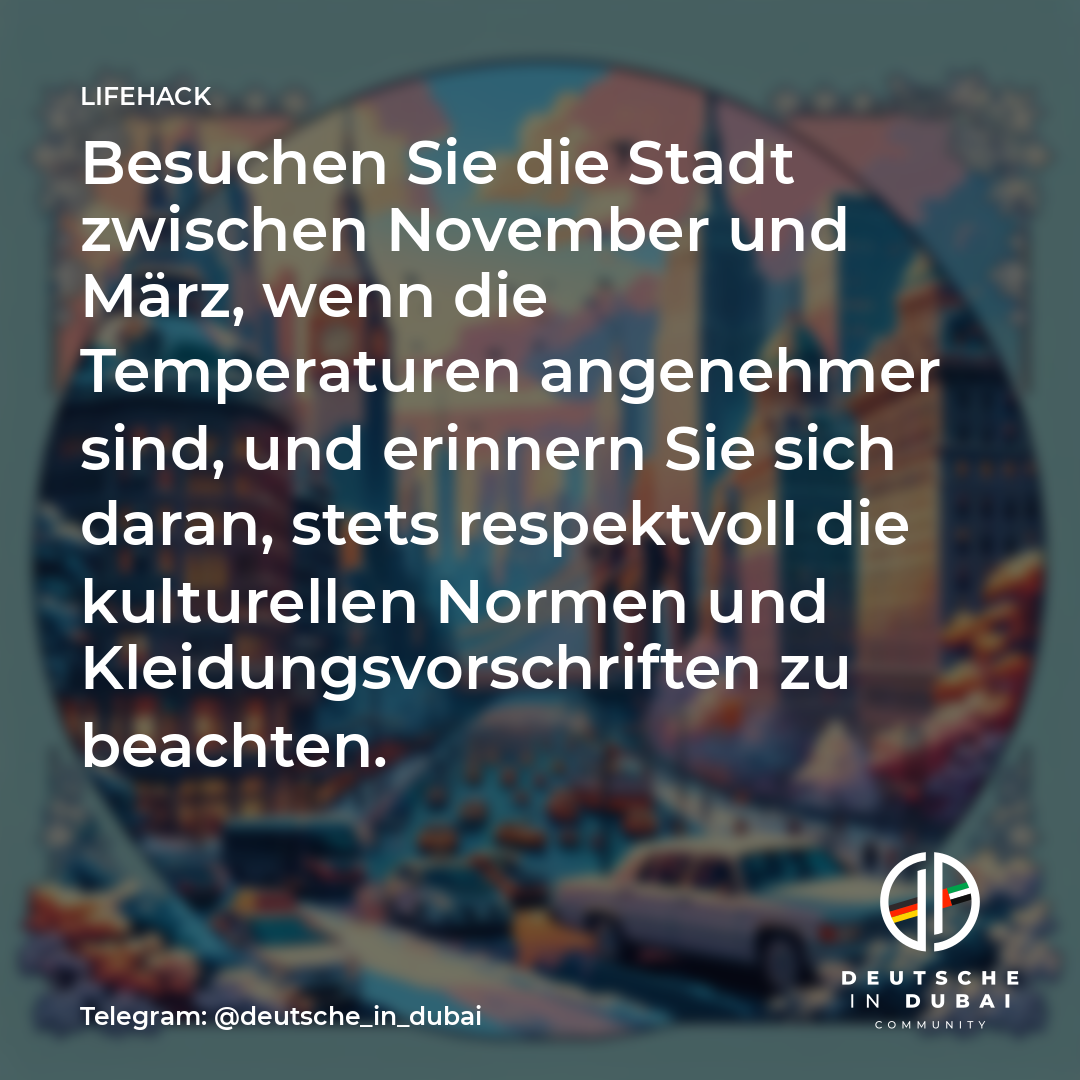 LIFEHACK
Besuchen Sie die Stadt
zwischen November und
März, wenn die
Temperaturen angenehmer
sind, und erinnern Sie sich
daran, stets respektvoll die
kulturellen Normen und
Kleidungsvorschriften zu
beachten.
DEUTSCHE
IN DUBAI
COMMUNITY
Telegram: @deutsche_in_dubai